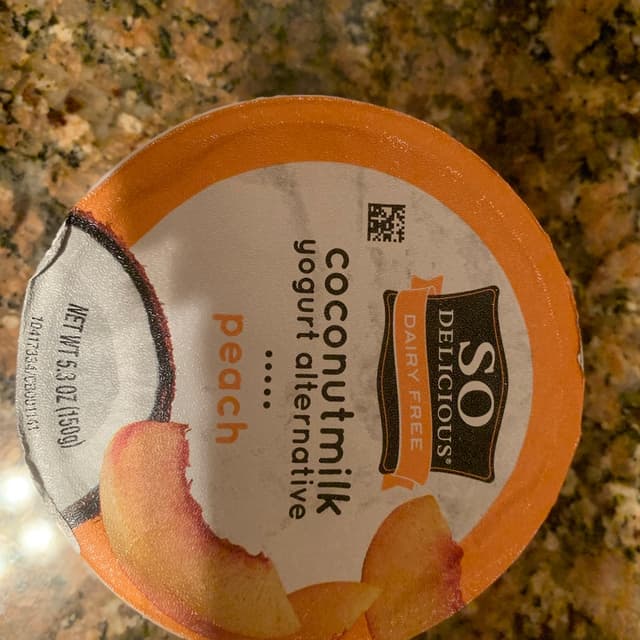 SO
DELICIOUS®
DAIRY FREE
coconutmilk
yogurt alternative
peach
NET WT 5.3 OZ (150g)